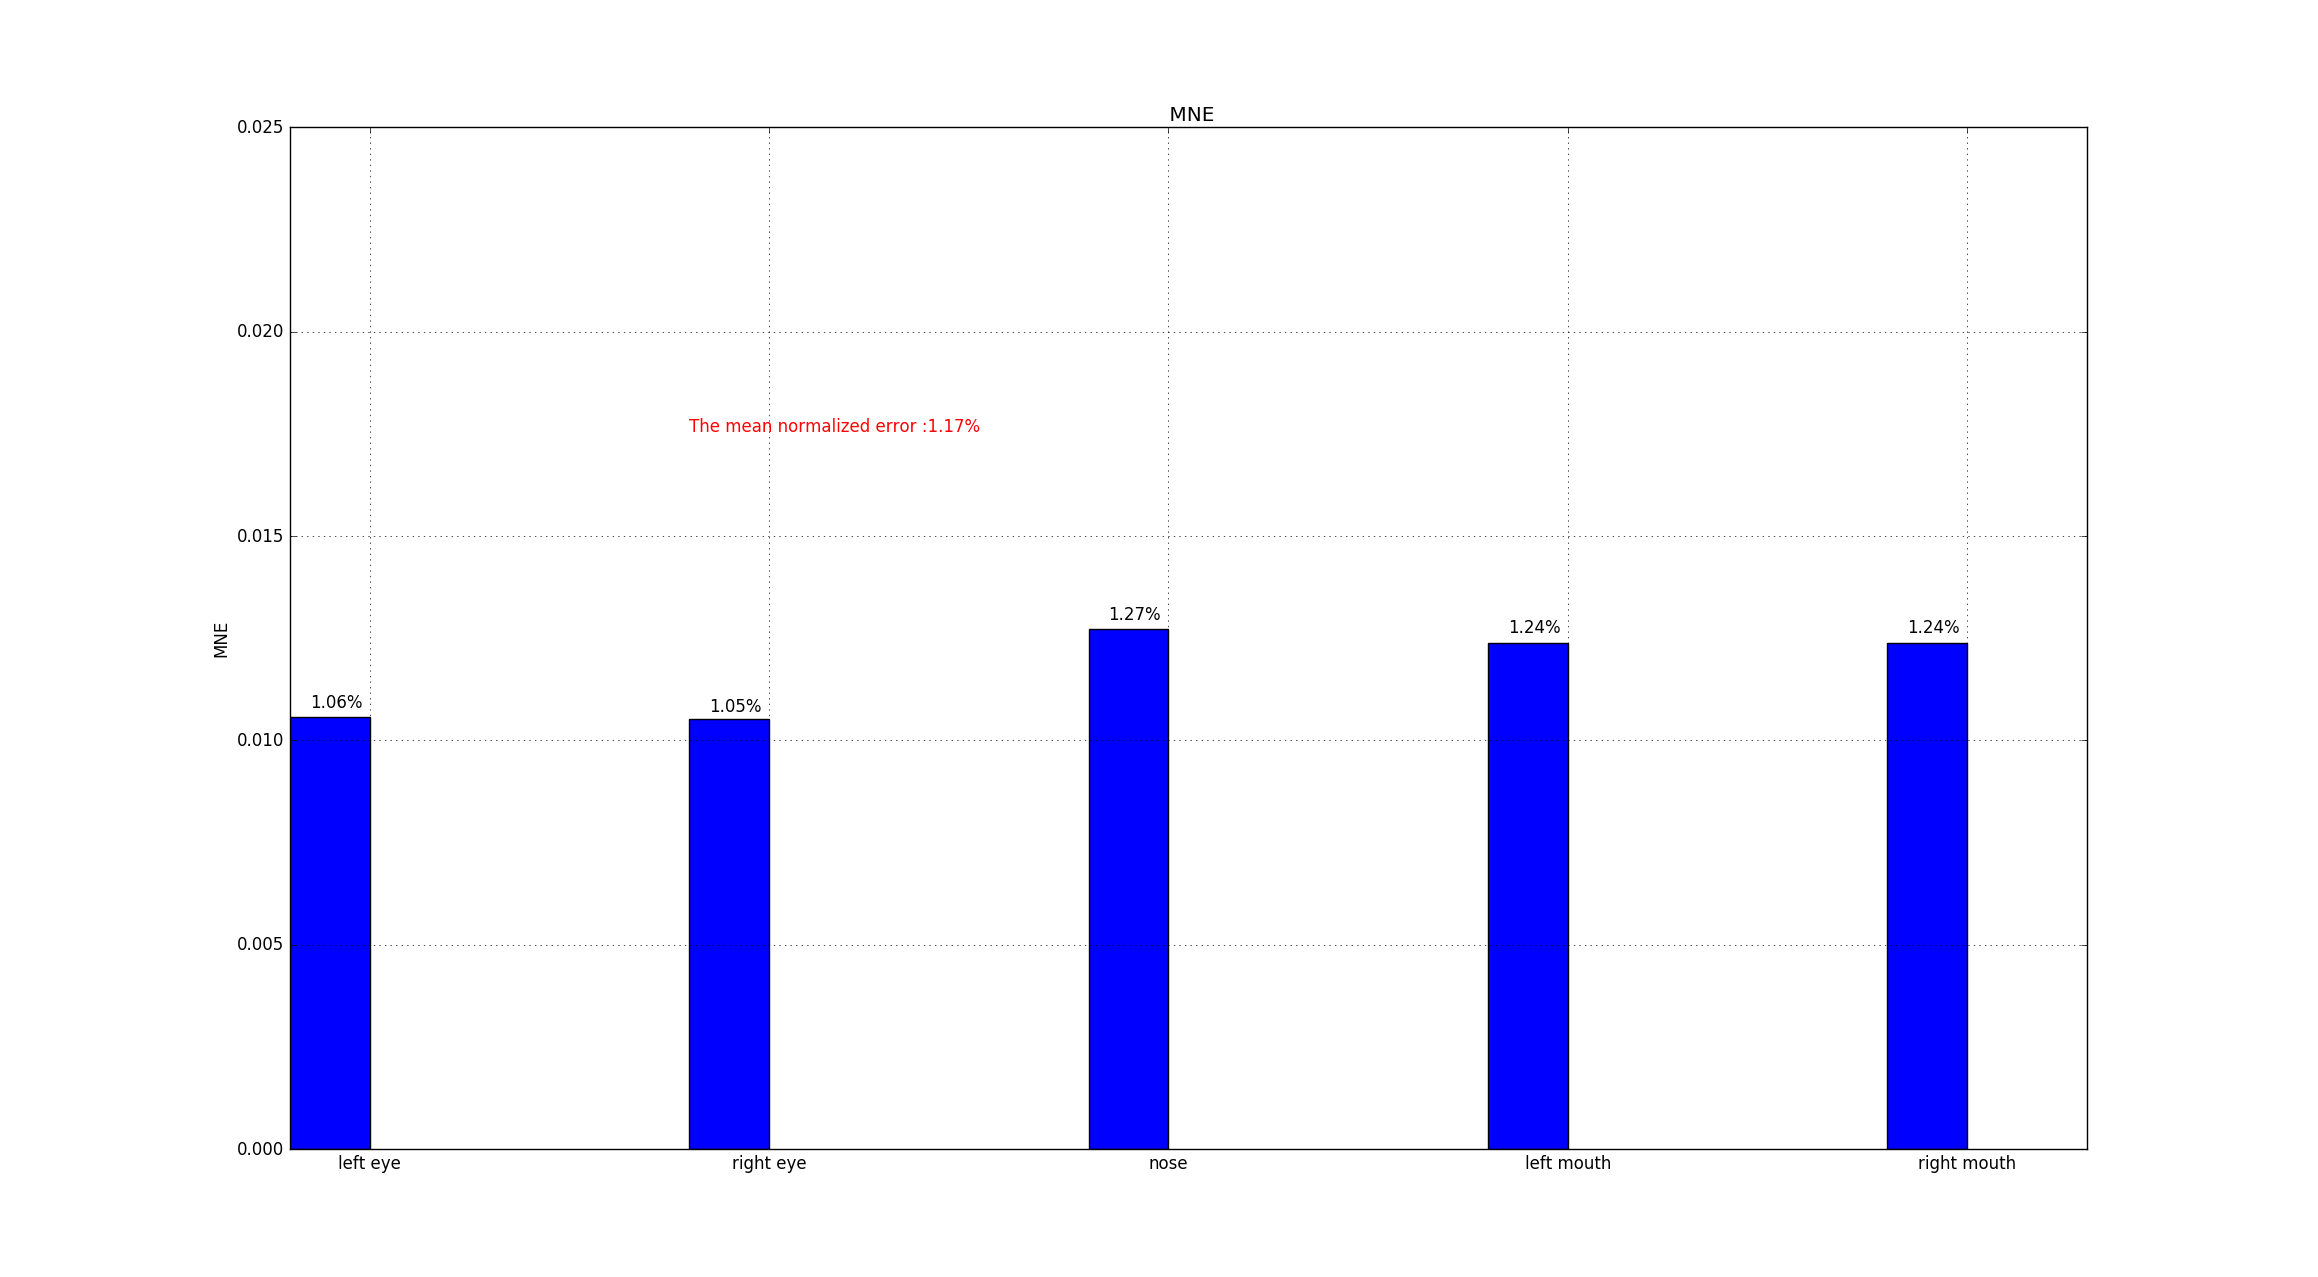 MNE
0.025
0.020
The mean normalized error :1.17%
0.015
1.27%
1.24%
1.24%
MNE
1.06%
1.05%
0.010
0.005
0.000
left eye
right eye
nose
left mouth
right mouth